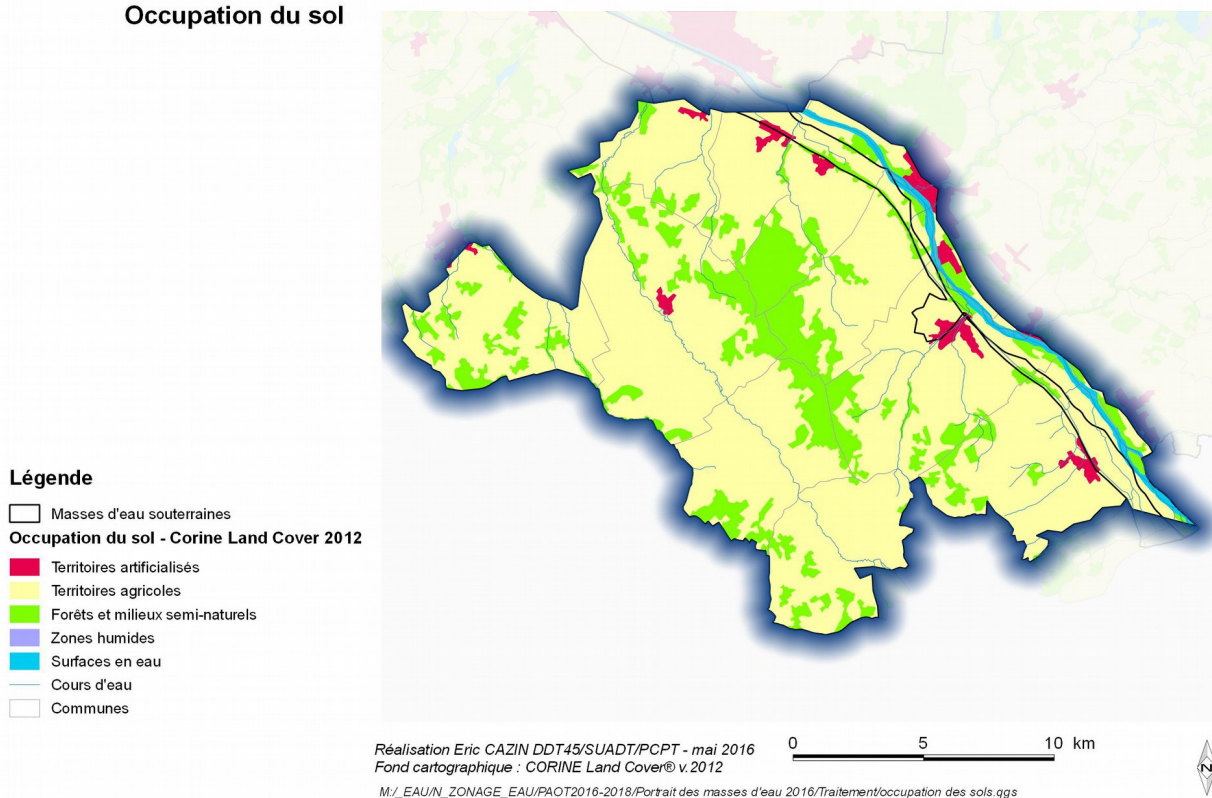 Occupation du sol
Légende
Masses d'eau souterraines
Occupation du sol - Corine Land Cover 2012
Territoires artificialisés
Territoires agricoles
Forêts et milieux semi-naturels
Zones humides
Surfaces en eau
Cours d'eau
Communes
Réalisation Eric CAZIN DDT45/SUADT/PCPT - mai 2016
Fond cartographique : CORINE Land Cover® v.2012
0 5 10 km
M:/_EAU/N_ZONAGE_EAU/PAOT2016-2018/Portrait des masses d'eau 2016/Traitement/occupation des sols.qgs
N